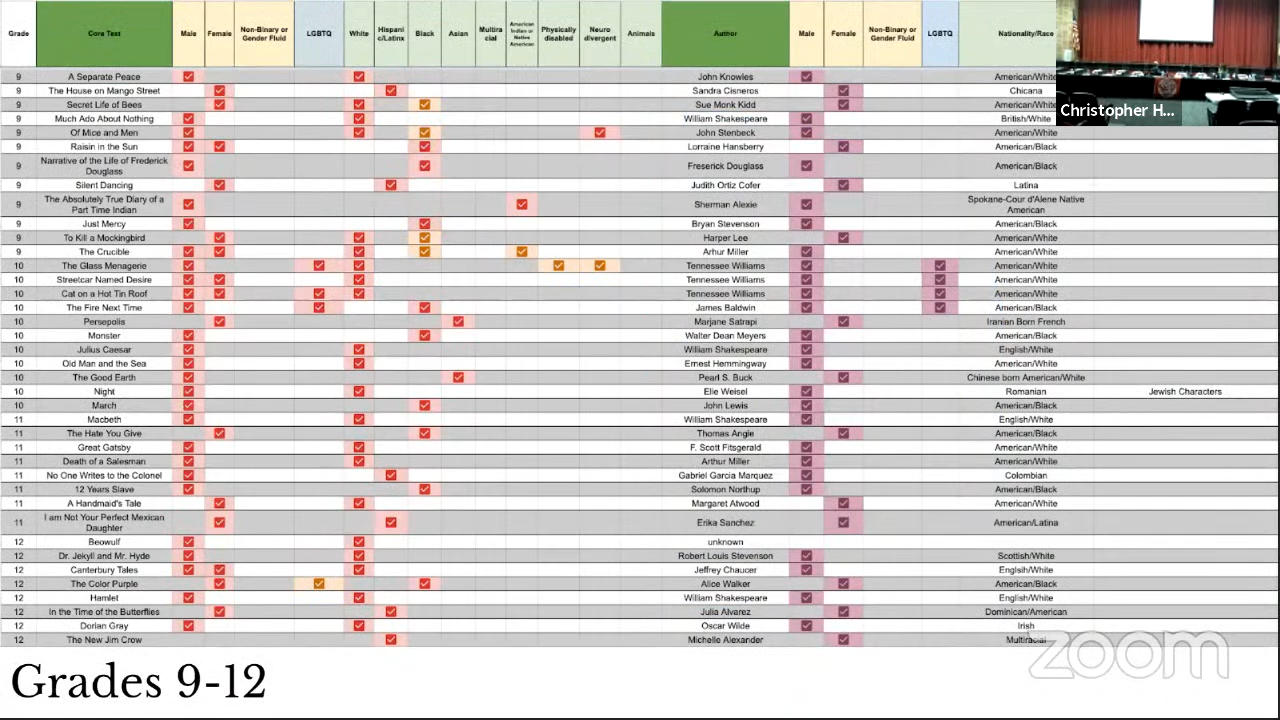 Grade Core Text Male Female Non-Binary or Gender Fluid LGBTQ White Hispanic/Latinx Black Asian Multiracial American Indian or Native American Physically disabled Neuro divergent Animals Author Male Female Non-Binary or Gender Fluid LGBTQ Nationality/Race
Christopher H...
9 A Separate Peace John Knowles American/White
9 The House on Mango Street Sandra Cisneros Chicana
9 Secret Life of Bees Sue Monk Kidd American/White
9 Much Ado About Nothing William Shakespeare British/White
9 Of Mice and Men John Stenbeck American/White
9 Raisin in the Sun Lorraine Hansberry American/Black
9 Narrative of the Life of Frederick Douglass Freserick Douglass American/Black
9 Silent Dancing Judith Ortiz Cofer Latina
9 The Absolutely True Diary of a Part Time Indian Sherman Alexie Spokane-Cour d'Alene Native American
9 Just Mercy Bryan Stevenson American/Black
9 To Kill a Mockingbird Harper Lee American/White
9 The Crucible Arhur Miller American/White
10 The Glass Menagerie Tennessee Williams American/White
10 Streetcar Named Desire Tennessee Williams American/White
10 Cat on a Hot Tin Roof Tennessee Williams American/White
10 The Fire Next Time James Baldwin American/Black
10 Persepolis Marjane Satrapi Iranian Born French
10 Monster Walter Dean Meyers American/Black
10 Julius Caesar William Shakespeare English/White
10 Old Man and the Sea Ernest Hemmingway American/White
10 The Good Earth Pearl S. Buck Chinese born American/White
10 Night Elie Weisel Romanian Jewish Characters
10 March John Lewis American/Black
11 Macbeth William Shakespeare English/White
11 The Hate You Give Thomas Angie American/Black
11 Great Gatsby F. Scott Fitsgerald American/White
11 Death of a Salesman Arthur Miller American/White
11 No One Writes to the Colonel Gabriel Garcia Marquez Colombian
11 12 Years Slave Solomon Northup American/Black
11 A Handmaid's Tale Margaret Atwood American/White
11 I am Not Your Perfect Mexican Daughter Erika Sanchez American/Latina
12 Beowulf unknown
12 Dr. Jekyll and Mr. Hyde Robert Louis Stevenson Scottish/White
12 Canterbury Tales Jeffrey Chaucer Englsih/White
12 The Color Purple Alice Walker American/Black
12 Hamlet William Shakespeare English/White
12 In the Time of the Butterflies Julia Alvarez Dominican/American
12 Dorian Gray Oscar Wilde Irish
12 The New Jim Crow Michelle Alexander Multiracial
zoom
Grades 9-12